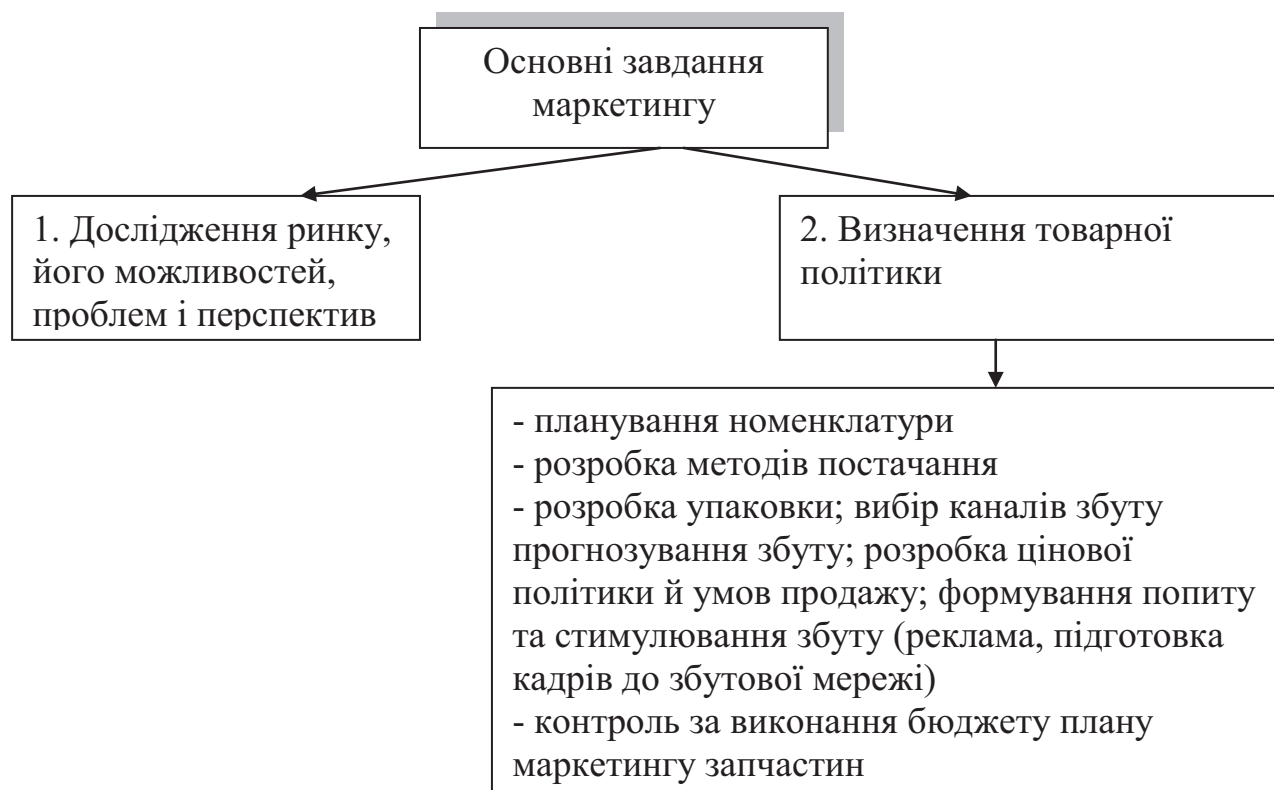 Основні завдання
маркетингу
1. Дослідження ринку,
його можливостей,
проблем і перспектив
2. Визначення товарної
політики
- планування номенклатури
- розробка методів постачання
- розробка упаковки; вибір каналів збуту
прогнозування збуту; розробка цінової
політики й умов продажу; формування попиту
та стимулювання збуту (реклама, підготовка
кадрів до збутової мережі)
- контроль за виконання бюджету плану
маркетингу запчастин